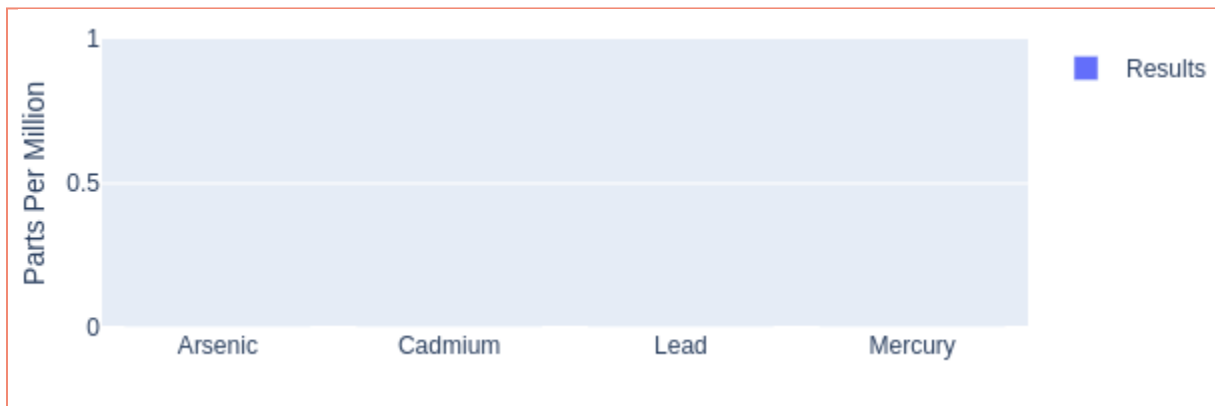 Parts Per Million
1
0.5
0
Arsenic Cadmium Lead Mercury
Results